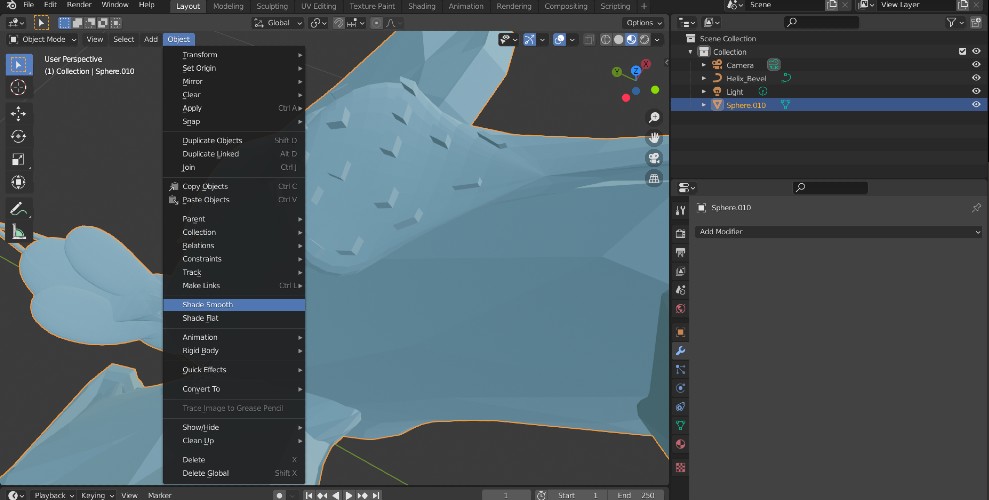 File Edit Render Window Help Layout Modeling Sculpting UV Editing Texture Paint Shading Animation Rendering Compositing Scripting + Scene View Layer
Global Options
Object Mode View Select Add Object
User Perspective
(1) Collection | Sphere.010
Transform
Set Origin
Mirror
Clear
Apply Ctrl A
Snap
Duplicate Objects Shift D
Duplicate Linked Alt D
Join Ctrl J
Copy Objects Ctrl C
Paste Objects Ctrl V
Parent
Collection
Relations
Constraints
Track
Make Links Ctrl L
Shade Smooth
Shade Flat
Animation
Rigid Body
Quick Effects
Convert To
Trace Image to Grease Pencil
Show/Hide
Clean Up
Delete X
Delete Global Shift X
X
Y
Z
Scene Collection
Collection
Camera
Helix_Bevel
Light
Sphere.010
Sphere.010
Add Modifier
Playback Keying View Marker 1 Start 1 End 250